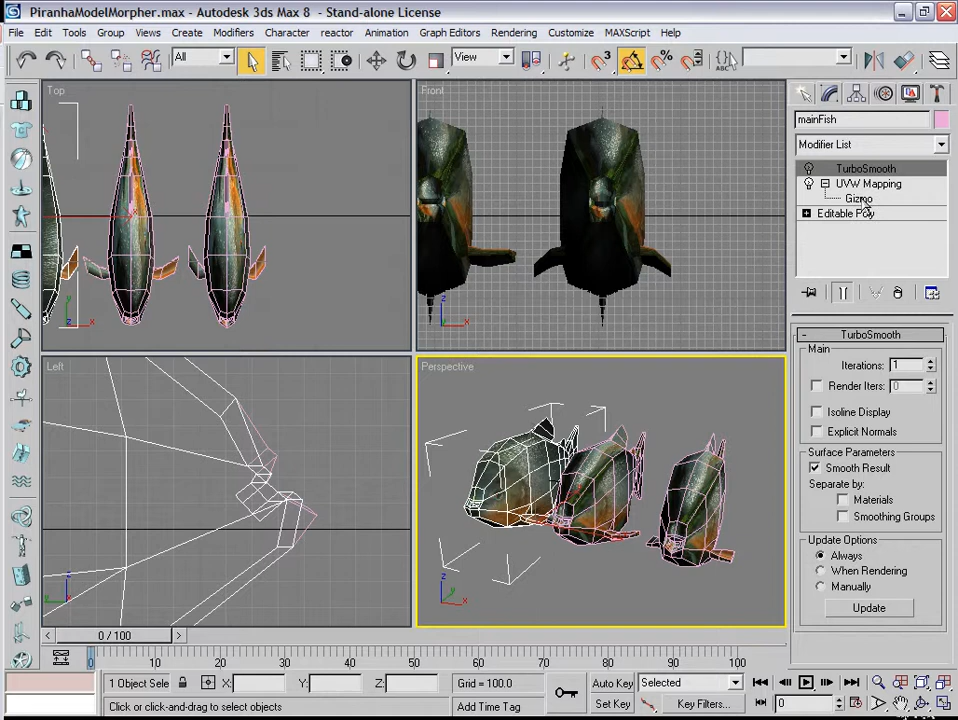 PiranhaModelMorpher.max - Autodesk 3ds Max 8 - Stand-alone License
File Edit Tools Group Views Create Modifiers Character reactor Animation Graph Editors Rendering Customize MAXScript Help
All View
Top
Front
Left
Perspective
mainFish
Modifier List
TurboSmooth
UVW Mapping
Gizmo
Editable Poly
- TurboSmooth
Main
Iterations: 1
Render Iters: 0
Isoline Display
Explicit Normals
Surface Parameters
Smooth Result
Separate by:
Materials
Smoothing Groups
Update Options
Always
When Rendering
Manually
Update
0 / 100
0 10 20 30 40 50 60 70 80 90 100
1 Object Sele X: Y: Z: Grid = 100.0 Auto Key Selected
Click or click-and-drag to select objects Add Time Tag Set Key Key Filters... 0